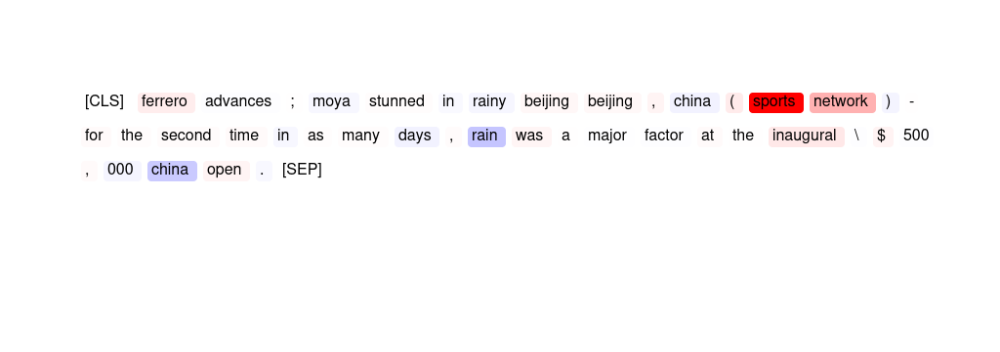 [CLS] ferrero advances ; moya stunned in rainy beijing beijing , china ( sports network ) -
for the second time in as many days , rain was a major factor at the inaugural \ $ 500
, 000 china open . [SEP]